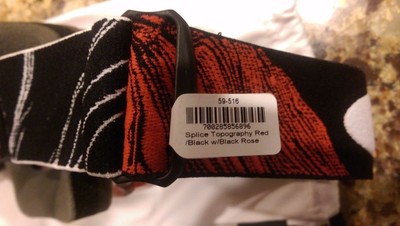 59-516
700285856896
Splice Topography Red
/Black w/Black Rose